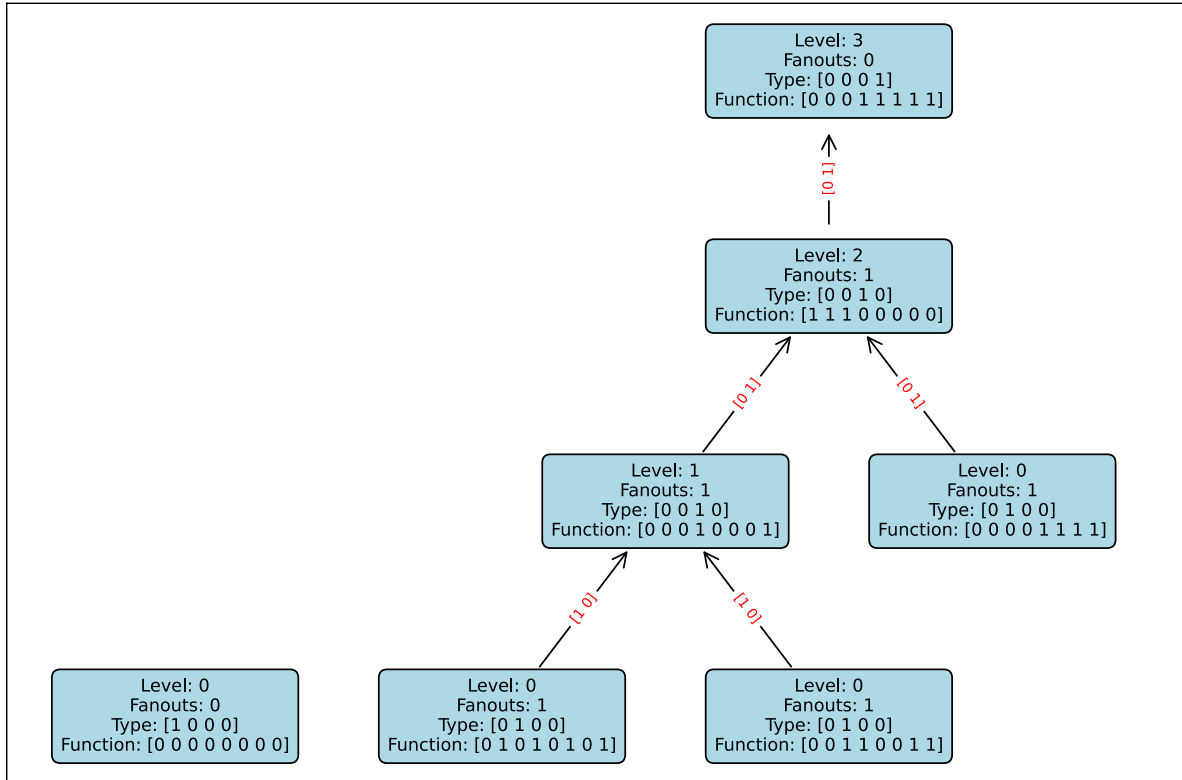 Level: 3
Fanouts: 0
Type: [0 0 0 1]
Function: [0 0 0 1 1 1 1 1]
[0 1]
Level: 2
Fanouts: 1
Type: [0 0 1 0]
Function: [1 1 1 0 0 0 0 0]
[0 1]
[0 1]
Level: 1
Fanouts: 1
Type: [0 0 1 0]
Function: [0 0 0 1 0 0 0 1]
Level: 0
Fanouts: 1
Type: [0 1 0 0]
Function: [0 0 0 0 1 1 1 1]
[1 0]
[1 0]
Level: 0
Fanouts: 0
Type: [1 0 0 0]
Function: [0 0 0 0 0 0 0 0]
Level: 0
Fanouts: 1
Type: [0 1 0 0]
Function: [0 1 0 1 0 1 0 1]
Level: 0
Fanouts: 1
Type: [0 1 0 0]
Function: [0 0 1 1 0 0 1 1]